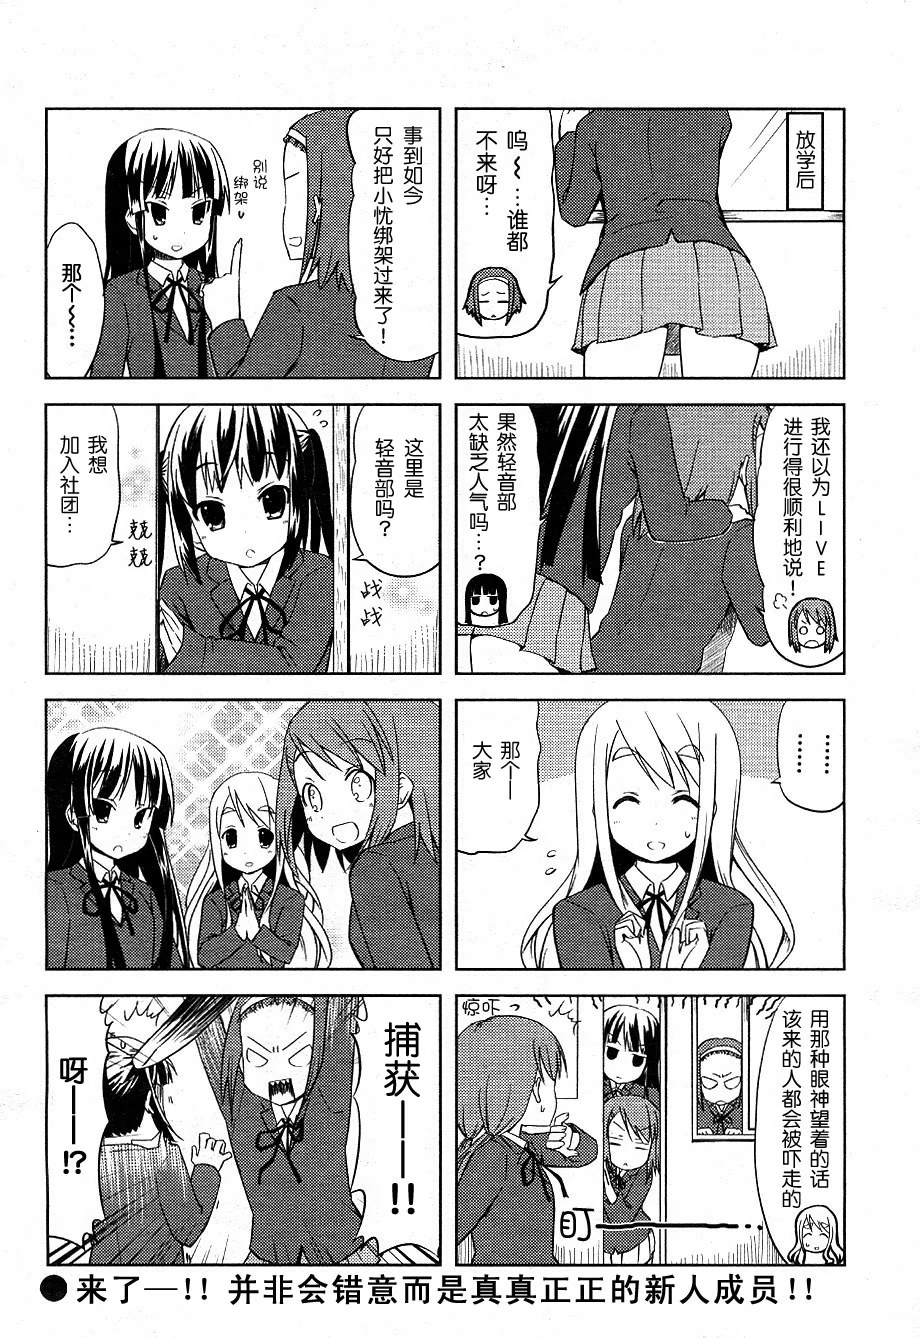 放学后
呜～…谁都
不来呀…
我还以为LIVE
进行得很顺利地说！
果然轻音部
太缺乏人气吗…？
……
那个—
大家
用那种眼神望着的话
该来的人都会被吓走的
惊吓
盯
事到如今
只好把小忧绑架过来了！
别说
绑架
那个～…
这里是
轻音部吗？
战
战
兢
兢
我想
加入社团…
捕获——!!
呀——!?
●来了—!! 并非会错意而是真真正正的新人成员!!